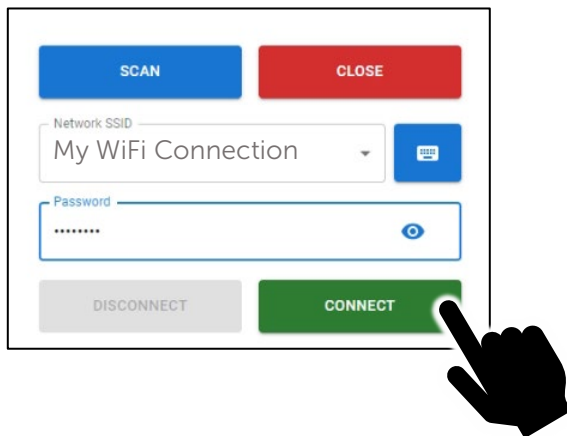 SCAN
CLOSE
Network SSID
My WiFi Connection
Password
••••••••
DISCONNECT
CONNECT